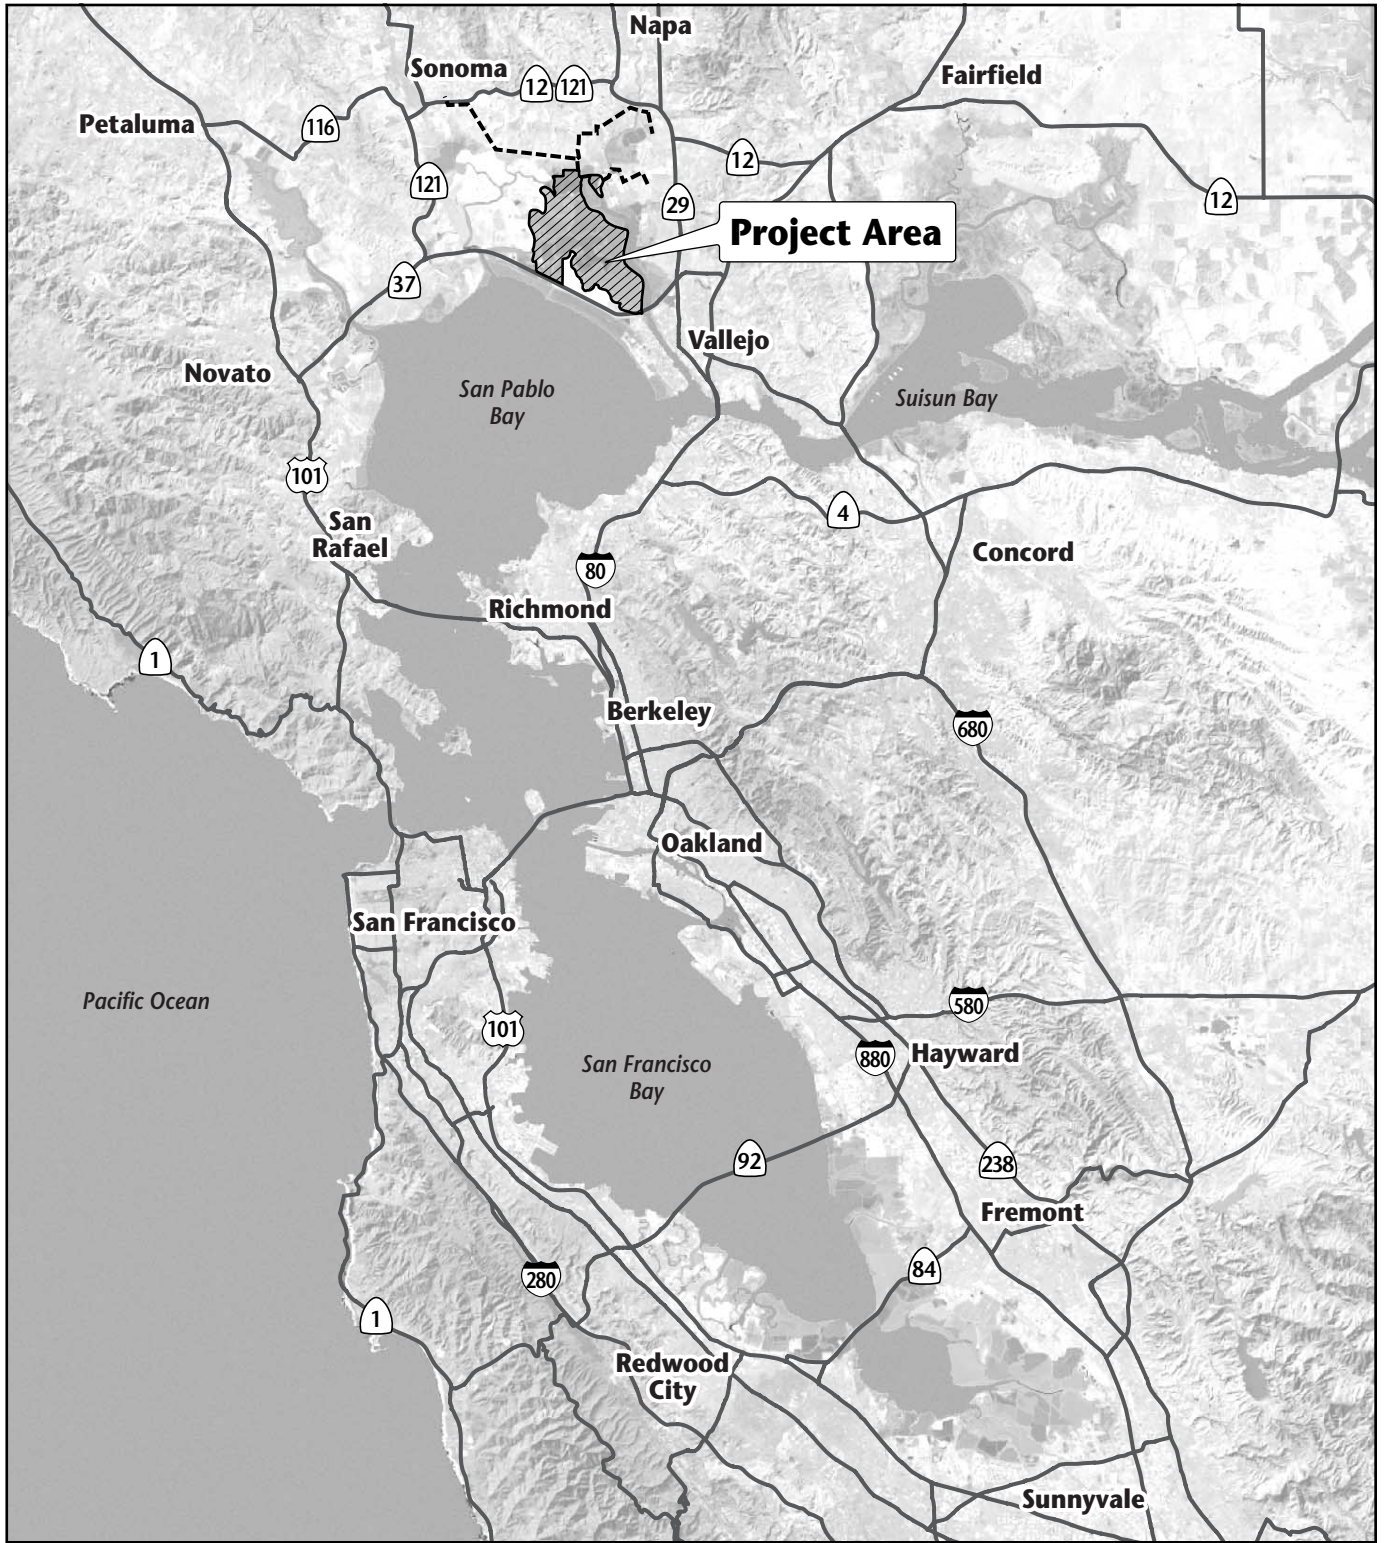 Napa
Sonoma
12
121
Fairfield
Petaluma
116
12
121
12
29
Project Area
37
Vallejo
Novato
San Pablo
Bay
Suisun Bay
101
4
San
Rafael
Concord
80
Richmond
1
Berkeley
680
Oakland
San Francisco
Pacific Ocean
580
101
Hayward
880
San Francisco
Bay
92
238
Fremont
84
280
1
Redwood
City
Sunnyvale